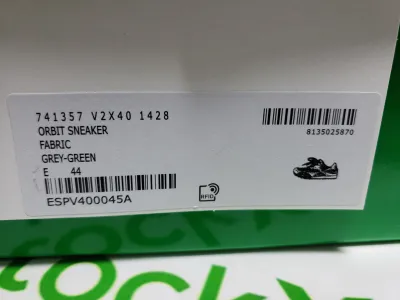 741357 V2X40 1428
ORBIT SNEAKER
FABRIC
GREY-GREEN
E 44
ESPV400045A
8135025870
RFID